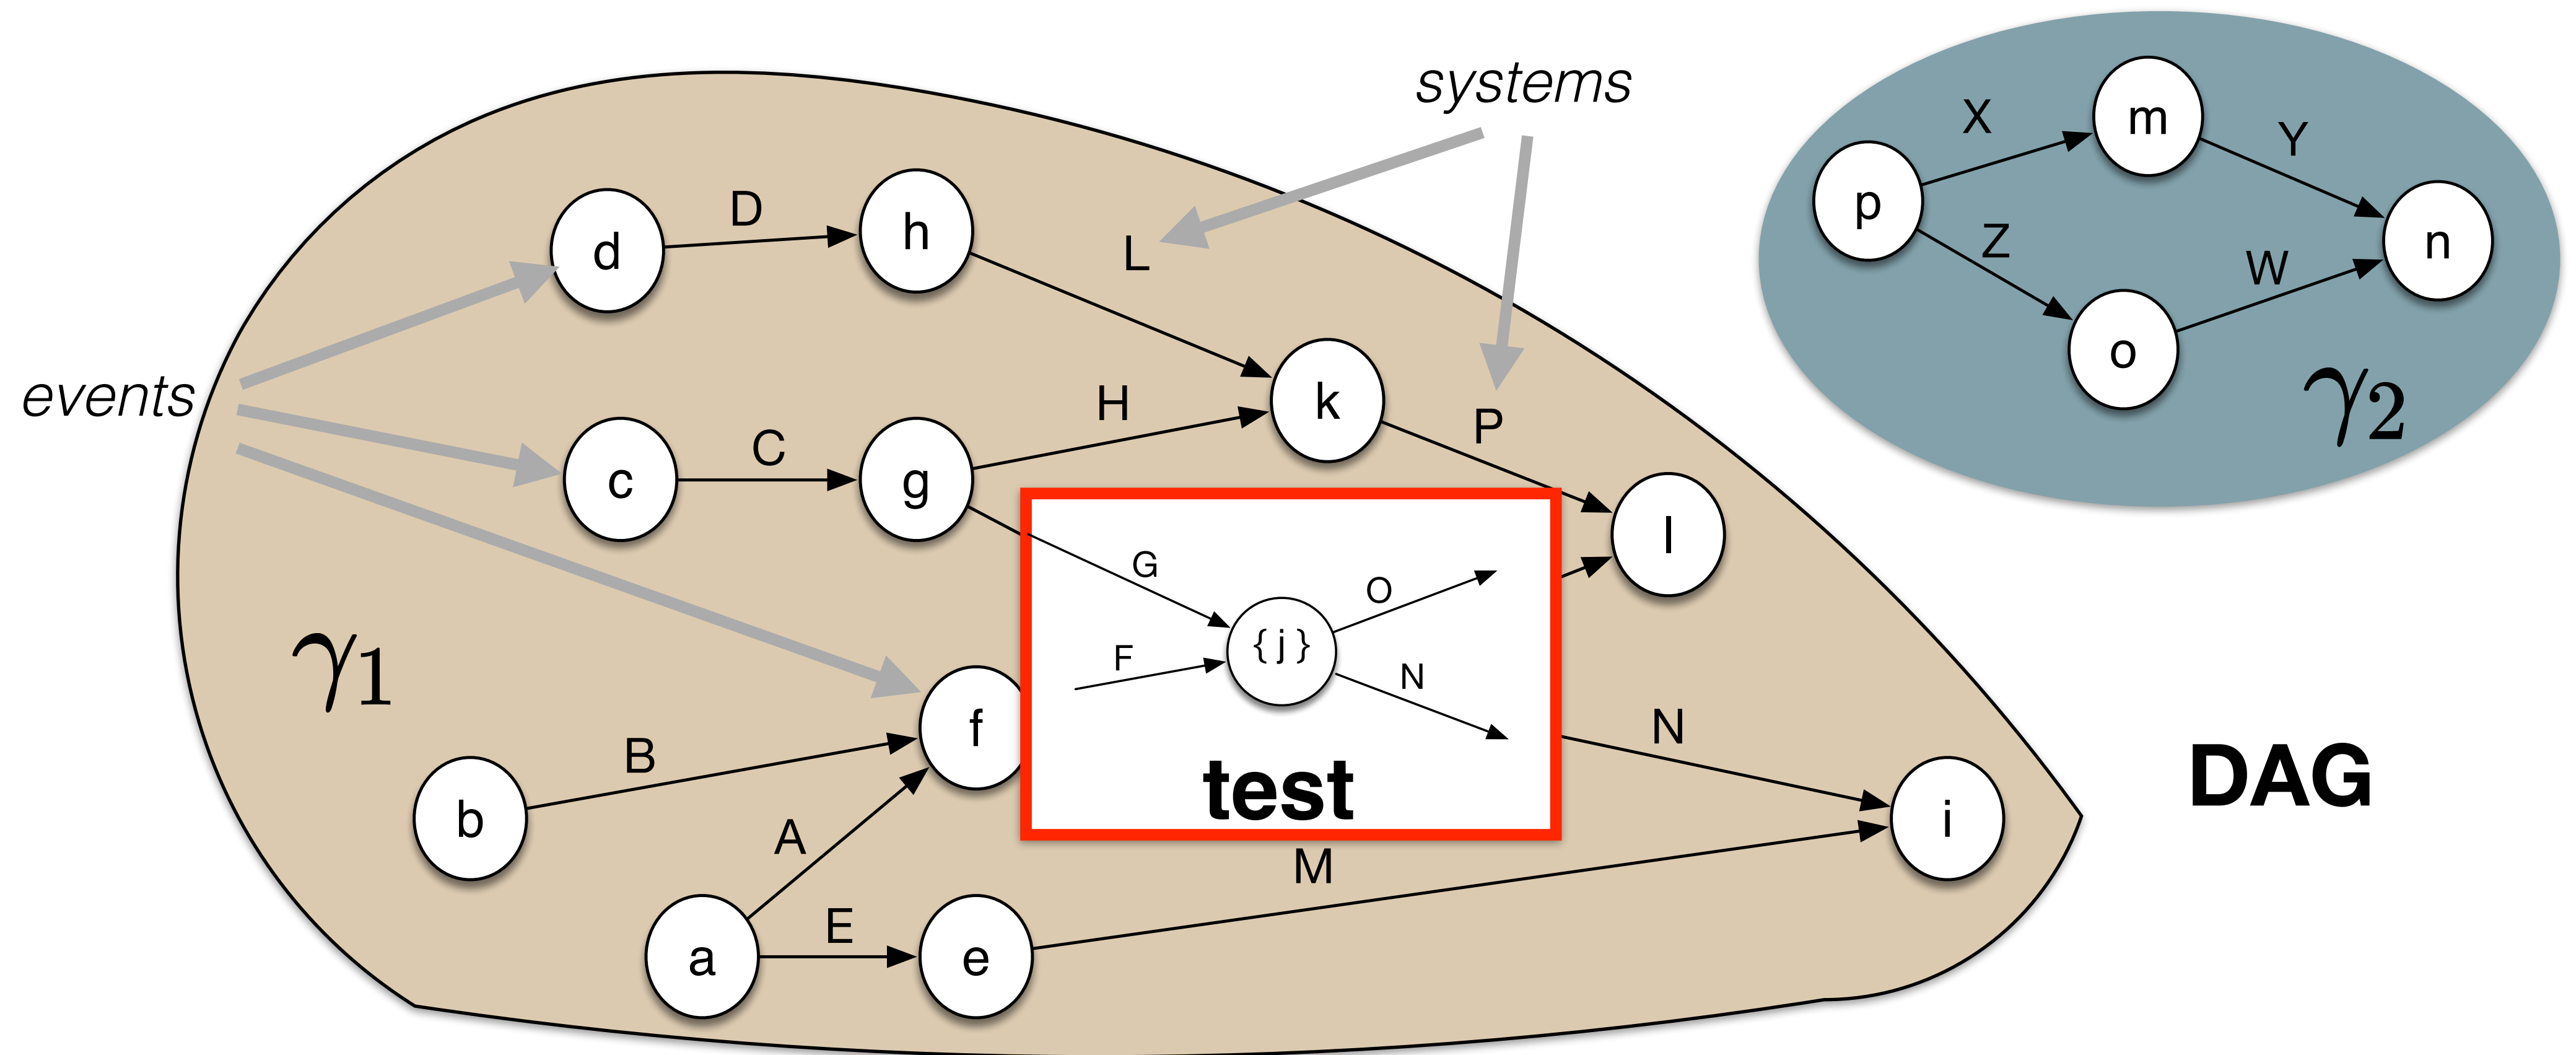 systems
X
m
Y
p
Z
n
W
o
γ2
d
D
h
L
events
k
H
P
c
C
g
l
G
O
{ j }
F
N
γ1
f
B
N
test
b
A
i
DAG
M
E
a
e